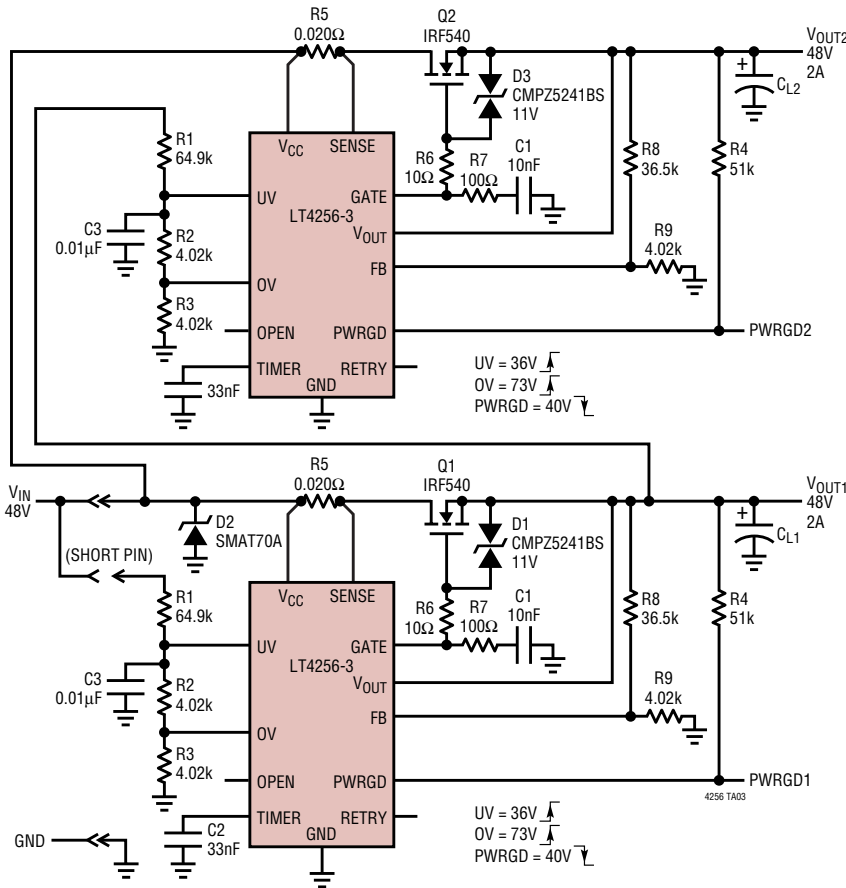 R5
0.020Ω
Q2
IRF540
VOUT2
48V
2A
D3
CMPZ5241BS
11V
+
CL2
R1
64.9k
VCC
SENSE
R6
10Ω
R7
100Ω
C1
10nF
R8
36.5k
R4
51k
UV
GATE
LT4256-3
C3
0.01µF
R2
4.02k
VOUT
R9
4.02k
OV
FB
R3
4.02k
OPEN
PWRGD
PWRGD2
TIMER
RETRY
33nF
GND
UV = 36V
OV = 73V
PWRGD = 40V
VIN
48V
R5
0.020Ω
Q1
IRF540
VOUT1
48V
2A
D2
SMAT70A
D1
CMPZ5241BS
11V
+
CL1
(SHORT PIN)
R1
64.9k
VCC
SENSE
R6
10Ω
R7
100Ω
C1
10nF
R8
36.5k
R4
51k
UV
GATE
LT4256-3
C3
0.01µF
R2
4.02k
VOUT
R9
4.02k
OV
FB
R3
4.02k
OPEN
PWRGD
PWRGD1
4256 TA03
TIMER
RETRY
C2
33nF
GND
UV = 36V
OV = 73V
PWRGD = 40V
GND